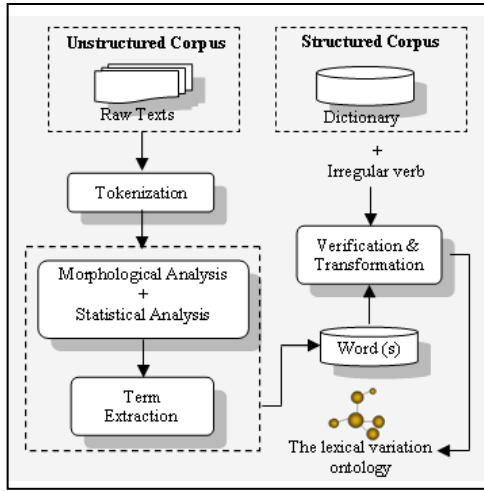 Unstructured Corpus
Raw Texts
Tokenization
Morphological Analysis
+
Statistical Analysis
Term
Extraction
Structured Corpus
Dictionary
+
Irregular verb
Verification &
Transformation
Word (s)
The lexical variation
ontology